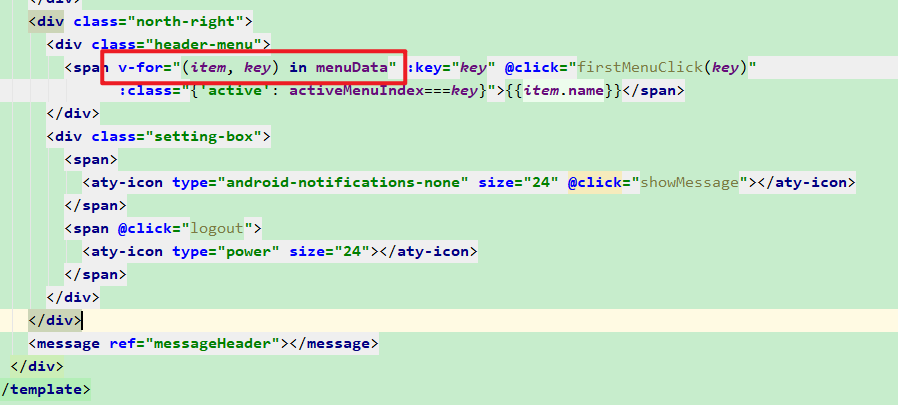 </div>
<div class="north-right">
<div class="header-menu">
<span v-for="(item, key) in menuData" :key="key" @click="firstMenuClick(key)"
:class="{'active': activeMenuIndex===key}">{{item.name}}</span>
</div>
<div class="setting-box">
<span>
<aty-icon type="android-notifications-none" size="24" @click="showMessage"></aty-icon>
</span>
<span @click="logout">
<aty-icon type="power" size="24"></aty-icon>
</span>
</div>
</div>
<message ref="messageHeader"></message>
</div>
/template>